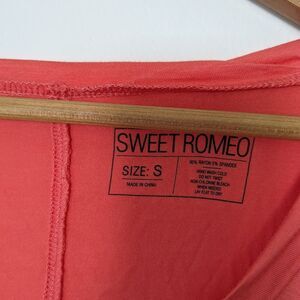 SWEET ROMEO
SIZE: S
MADE IN CHINA
95% RAYON 5% SPANDEX
HAND WASH COLD
DO NOT TWIST
NON-CHLORINE BLEACH
WHEN NEEDED
LAY FLAT TO DRY